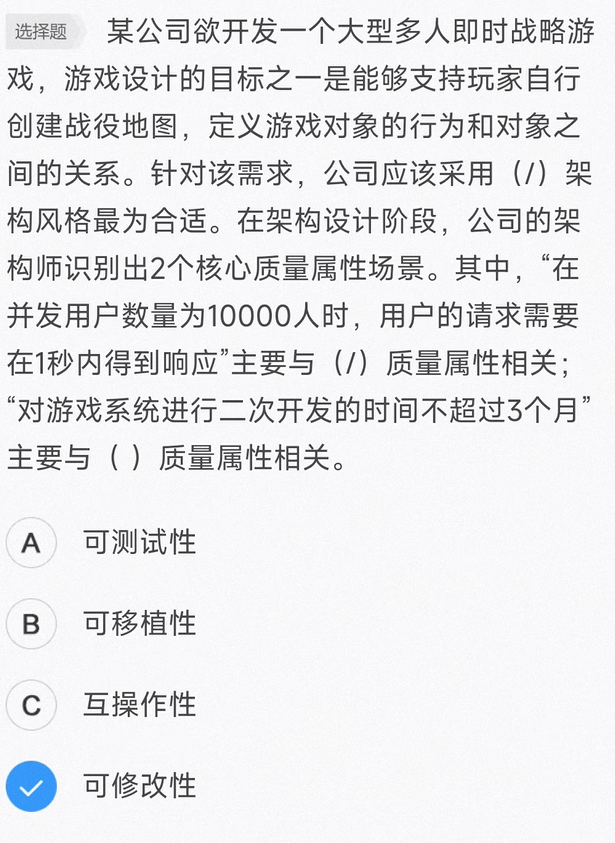 选择题 某公司欲开发一个大型多人即时战略游
戏，游戏设计的目标之一是能够支持玩家自行
创建战役地图，定义游戏对象的行为和对象之
间的关系。针对该需求，公司应该采用（/）架
构风格最为合适。在架构设计阶段，公司的架
构师识别出2个核心质量属性场景。其中，“在
并发用户数量为10000人时，用户的请求需要
在1秒内得到响应”主要与（/）质量属性相关；
“对游戏系统进行二次开发的时间不超过3个月”
主要与（ ）质量属性相关。
A 可测试性
B 可移植性
C 互操作性
可修改性